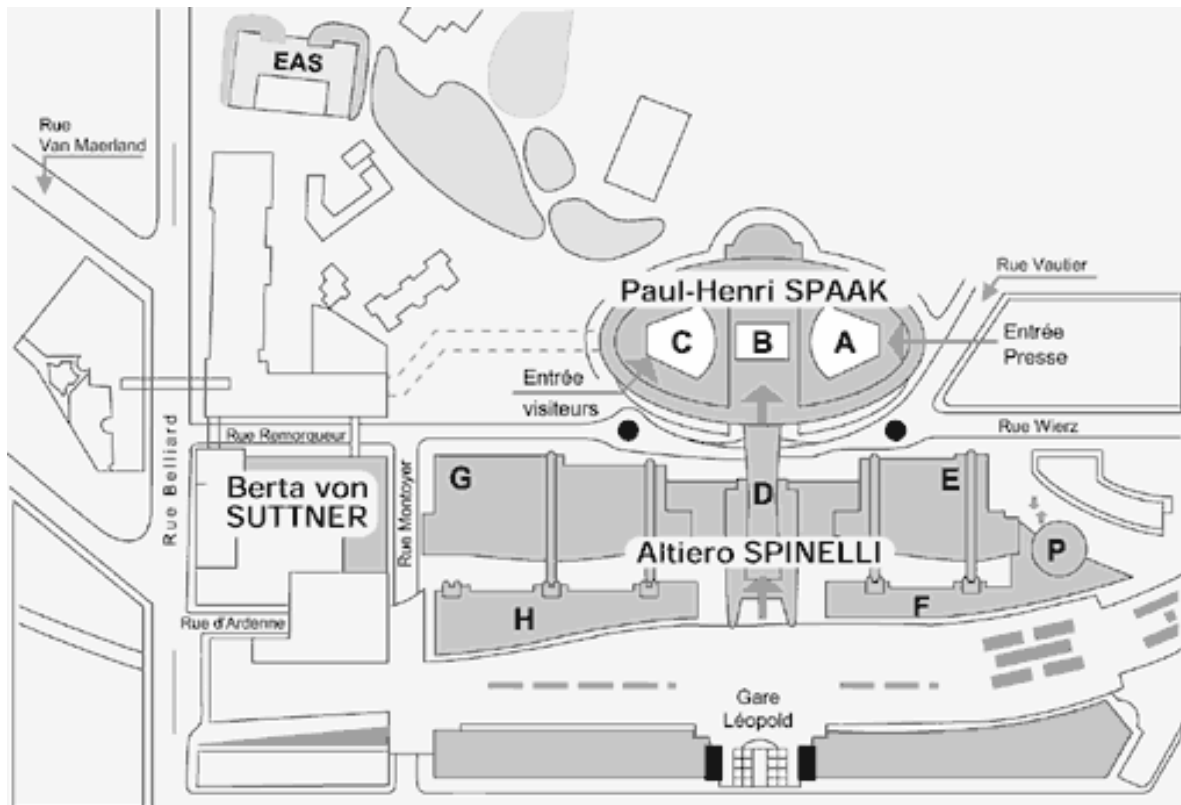 EAS
Rue
Van Maerland
Rue Vautier
Paul-Henri SPAAK
C
B
A
Entrée
Presse
Entrée
visiteurs
Rue Wierz
Rue Remorqueur
Rue Belliard
Berta von
SUTTNER
Rue Montoyer
G
D
E
Altiero SPINELLI
P
H
F
Rue d'Ardenne
Gare
Léopold